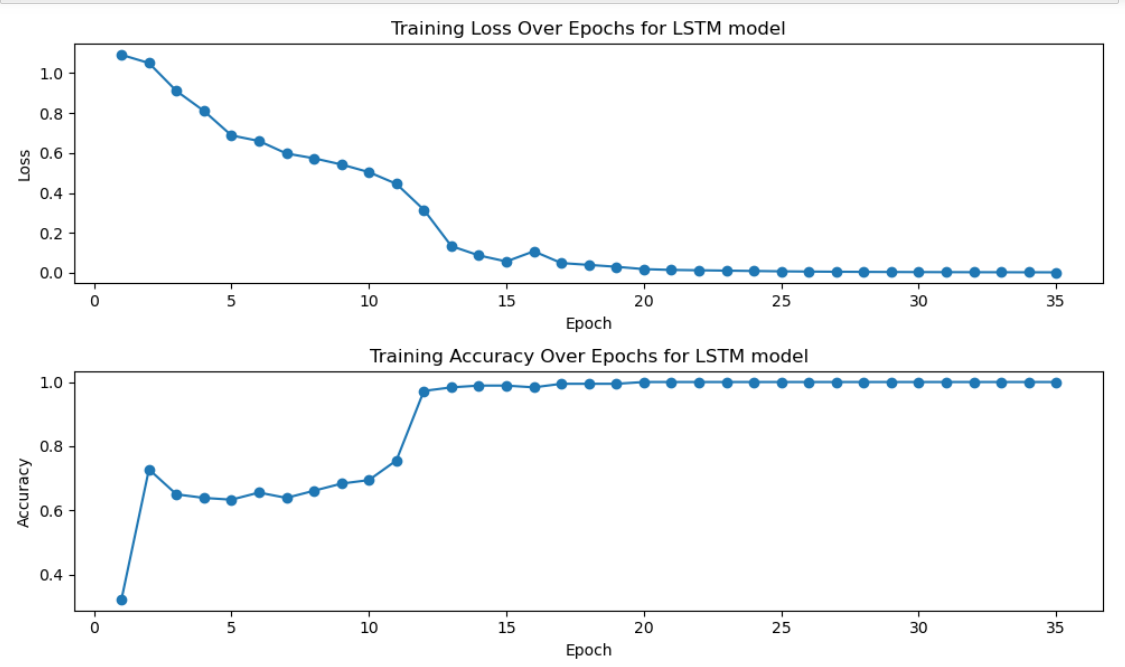 Training Loss Over Epochs for LSTM model
1.0
0.8
0.6
0.4
0.2
0.0
Loss
0 5 10 15 20 25 30 35
Epoch
Training Accuracy Over Epochs for LSTM model
1.0
0.8
0.6
0.4
Accuracy
0 5 10 15 20 25 30 35
Epoch